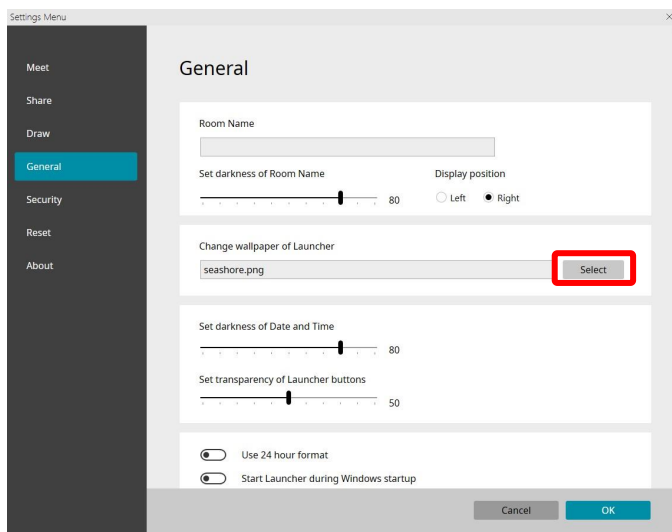 Settings Menu
Meet
Share
Draw
General
Security
Reset
About
General
Room Name
Set darkness of Room Name
80
Display position
Left
Right
Change wallpaper of Launcher
seashore.png
Select
Set darkness of Date and Time
80
Set transparency of Launcher buttons
50
Use 24 hour format
Start Launcher during Windows startup
Cancel
OK